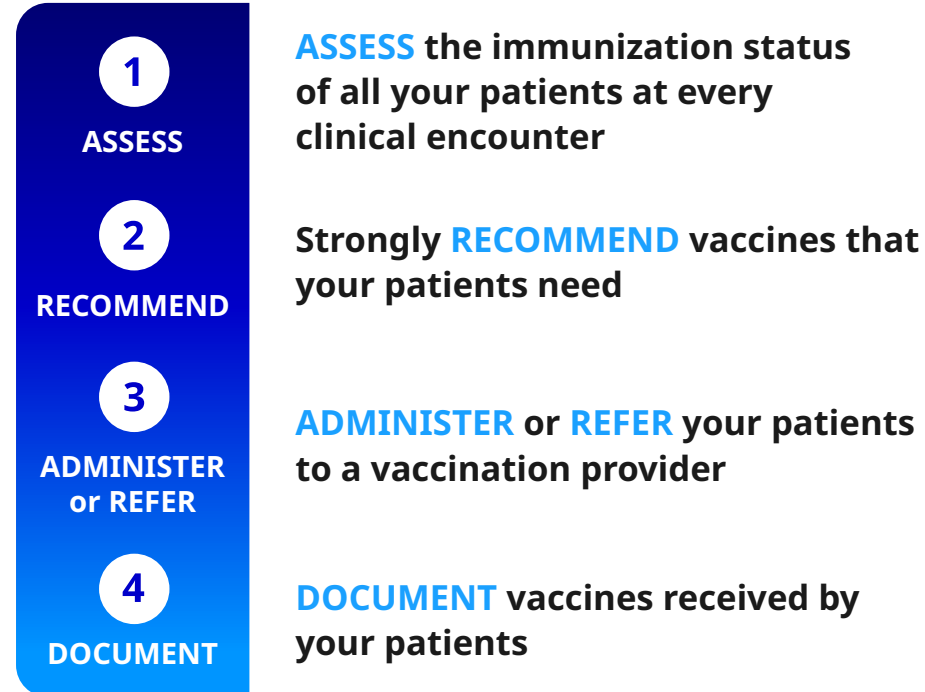 1
ASSESS
ASSESS the immunization status
of all your patients at every
clinical encounter
2
RECOMMEND
Strongly RECOMMEND vaccines that
your patients need
3
ADMINISTER
or REFER
ADMINISTER or REFER your patients
to a vaccination provider
4
DOCUMENT
DOCUMENT vaccines received by
your patients